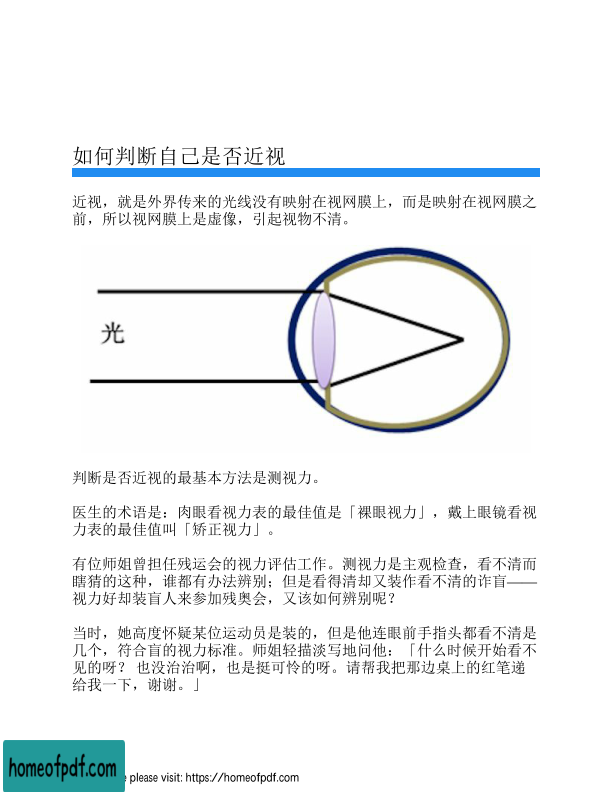 如何判断自己是否近视
近视，就是外界传来的光线没有映射在视网膜上，而是映射在视网膜之
前，所以视网膜上是虚像，引起视物不清。
光
判断是否近视的最基本方法是测视力。
医生的术语是：肉眼看视力表的最佳值是「裸眼视力」，戴上眼镜看视
力表的最佳值叫「矫正视力」。
有位师姐曾担任残运会的视力评估工作。测视力是主观检查，看不清而
瞎猜的这种，谁都有办法辨别；但是看得清却又装作看不清的诈盲——
视力好却装盲人来参加残奥会，又该如何辨别呢？
当时，她高度怀疑某位运动员是装的，但是他连眼前手指头都看不清是
几个，符合盲的视力标准。师姐轻描淡写地问他：「什么时候开始看不
见的呀？ 也没治治啊，也是挺可怜的呀。请帮我把那边桌上的红笔递
给我一下，谢谢。」
homeofpdf.com
e please visit: https://homeofpdf.com